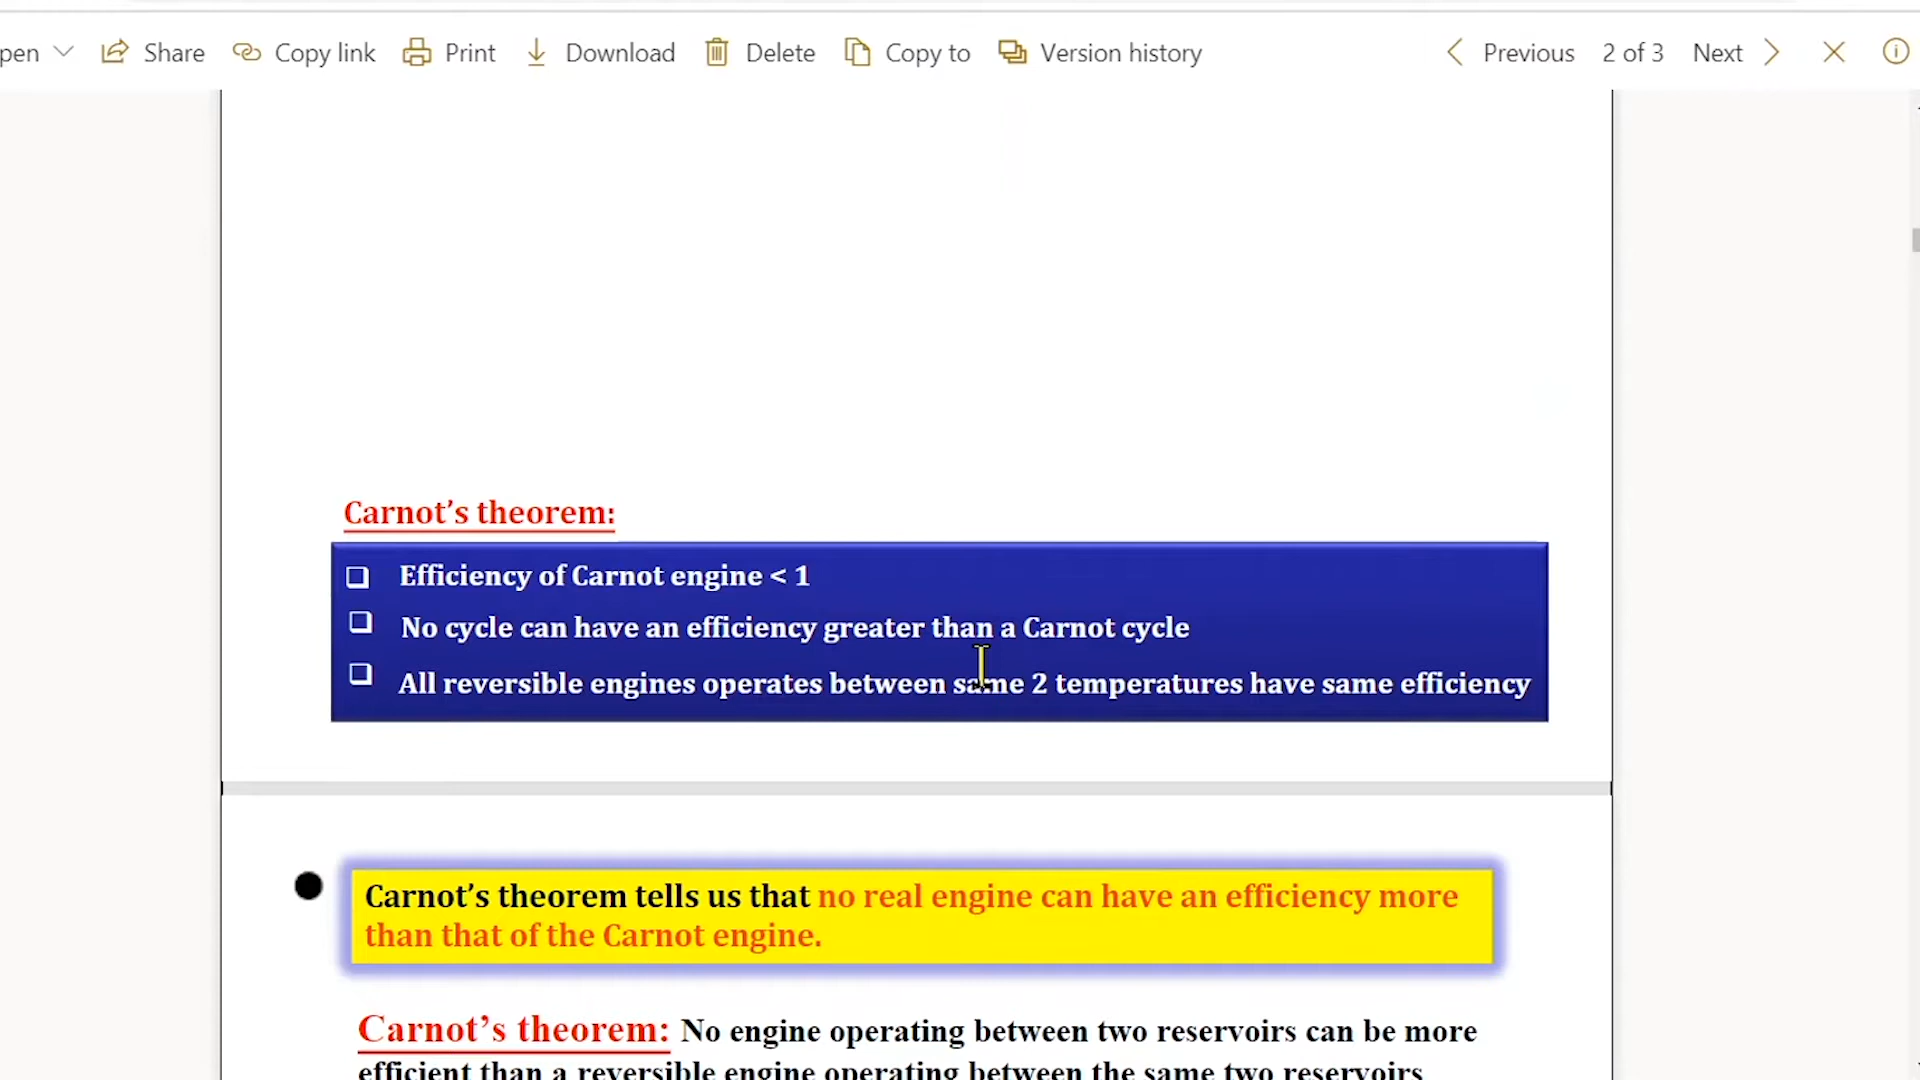 pen Share Copy link Print Download Delete Copy to Version history Previous 2 of 3 Next
Carnot’s theorem:
Efficiency of Carnot engine < 1
No cycle can have an efficiency greater than a Carnot cycle
All reversible engines operates between same 2 temperatures have same efficiency
Carnot’s theorem tells us that no real engine can have an efficiency more
than that of the Carnot engine.
Carnot’s theorem: No engine operating between two reservoirs can be more
efficient than a reversible engine operating between the same two reservoirs